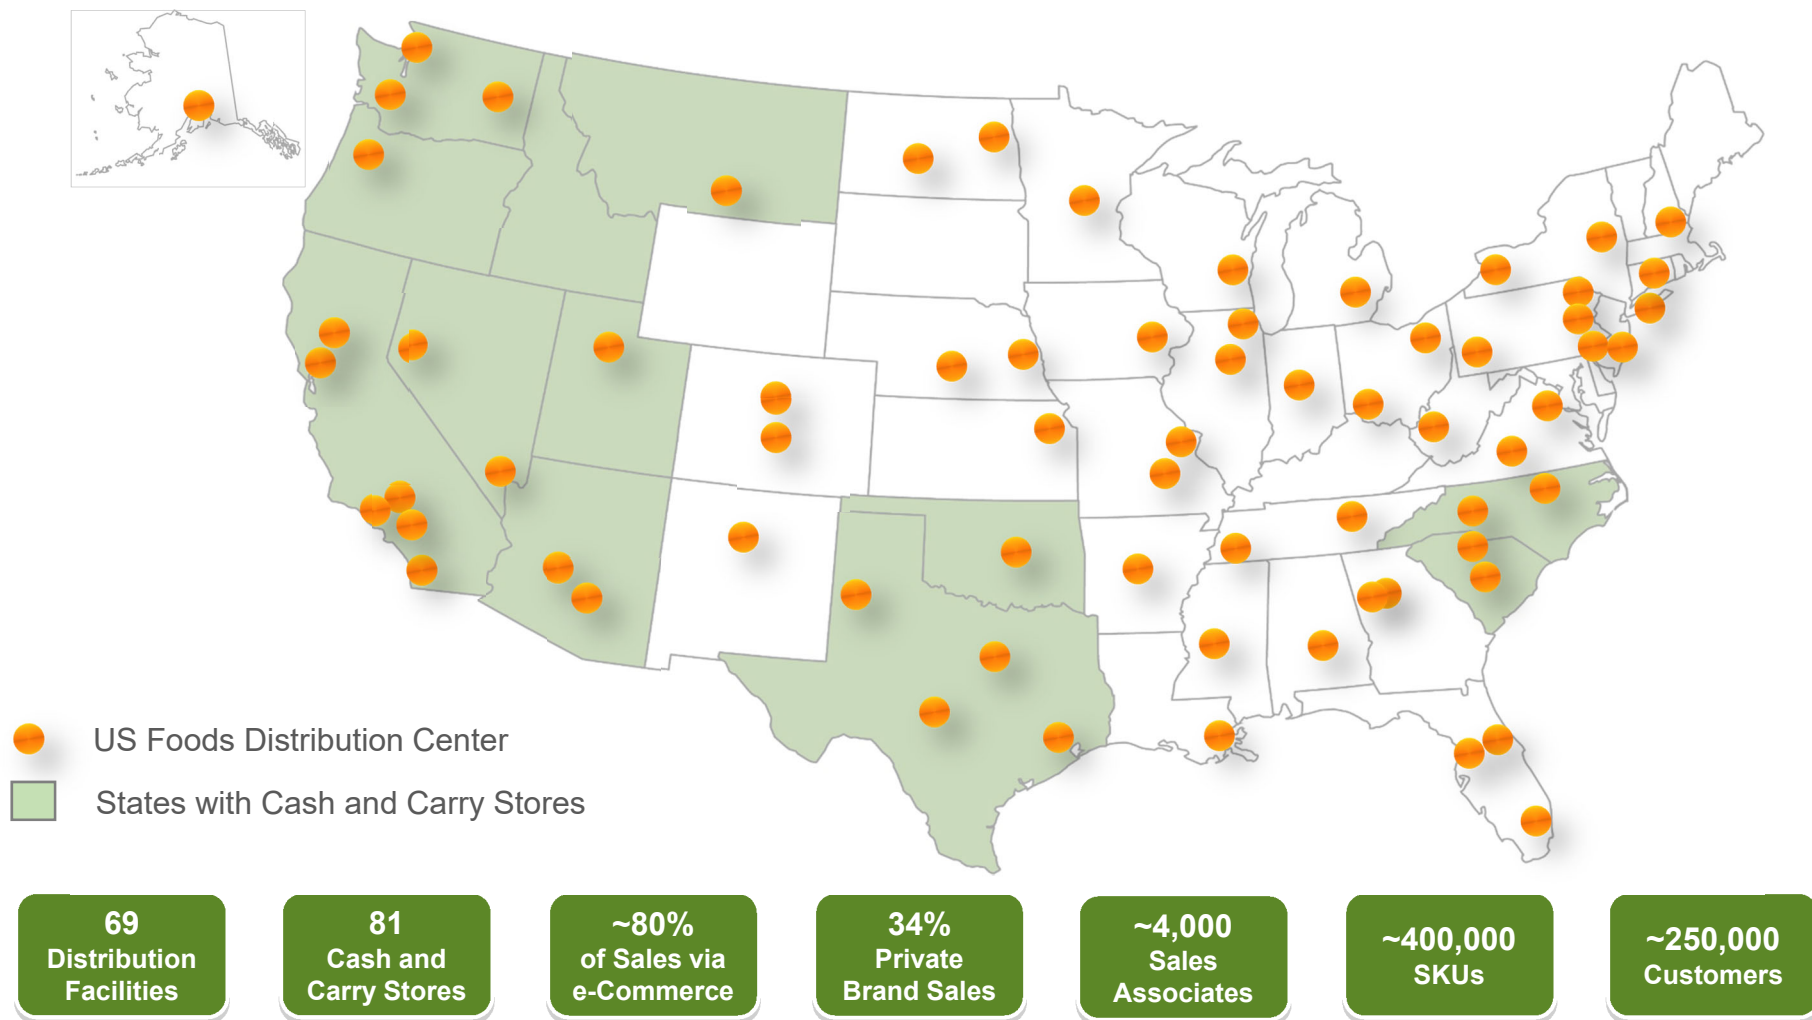 US Foods Distribution Center
States with Cash and Carry Stores
69
Distribution
Facilities
81
Cash and
Carry Stores
~80%
of Sales via
e-Commerce
34%
Private
Brand Sales
~4,000
Sales
Associates
~400,000
SKUs
~250,000
Customers